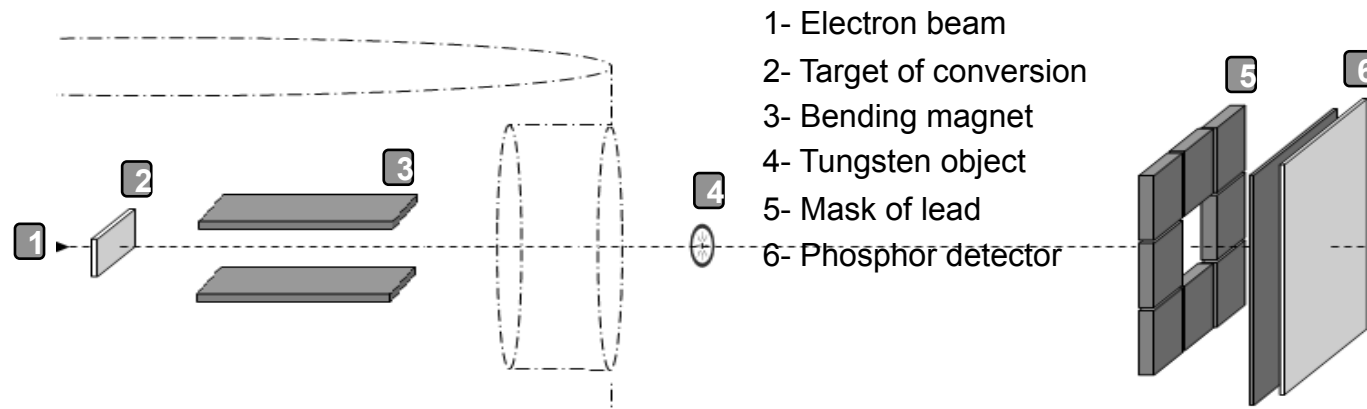 1- Electron beam
2- Target of conversion
3- Bending magnet
4- Tungsten object
5- Mask of lead
6- Phosphor detector
1
2
3
4
5
6